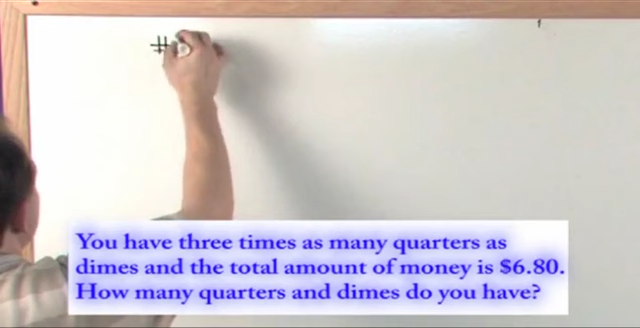 #
You have three times as many quarters as
dimes and the total amount of money is $6.80.
How many quarters and dimes do you have?